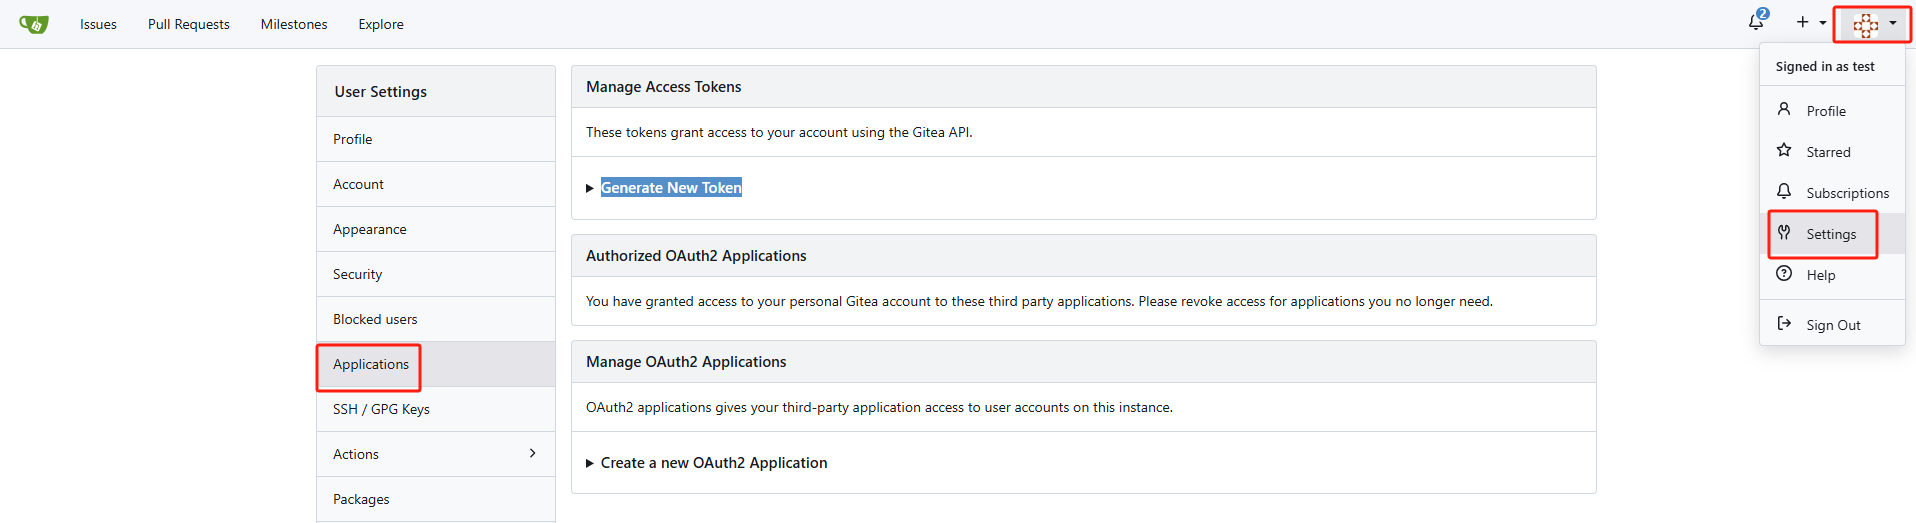 Issues Pull Requests Milestones Explore 2
Signed in as test
Profile
Starred
Subscriptions
Settings
Help
Sign Out
User Settings
Profile
Account
Appearance
Security
Blocked users
Applications
SSH / GPG Keys
Actions
Packages
Manage Access Tokens
These tokens grant access to your account using the Gitea API.
Generate New Token
Authorized OAuth2 Applications
You have granted access to your personal Gitea account to these third party applications. Please revoke access for applications you no longer need.
Manage OAuth2 Applications
OAuth2 applications gives your third-party application access to user accounts on this instance.
Create a new OAuth2 Application